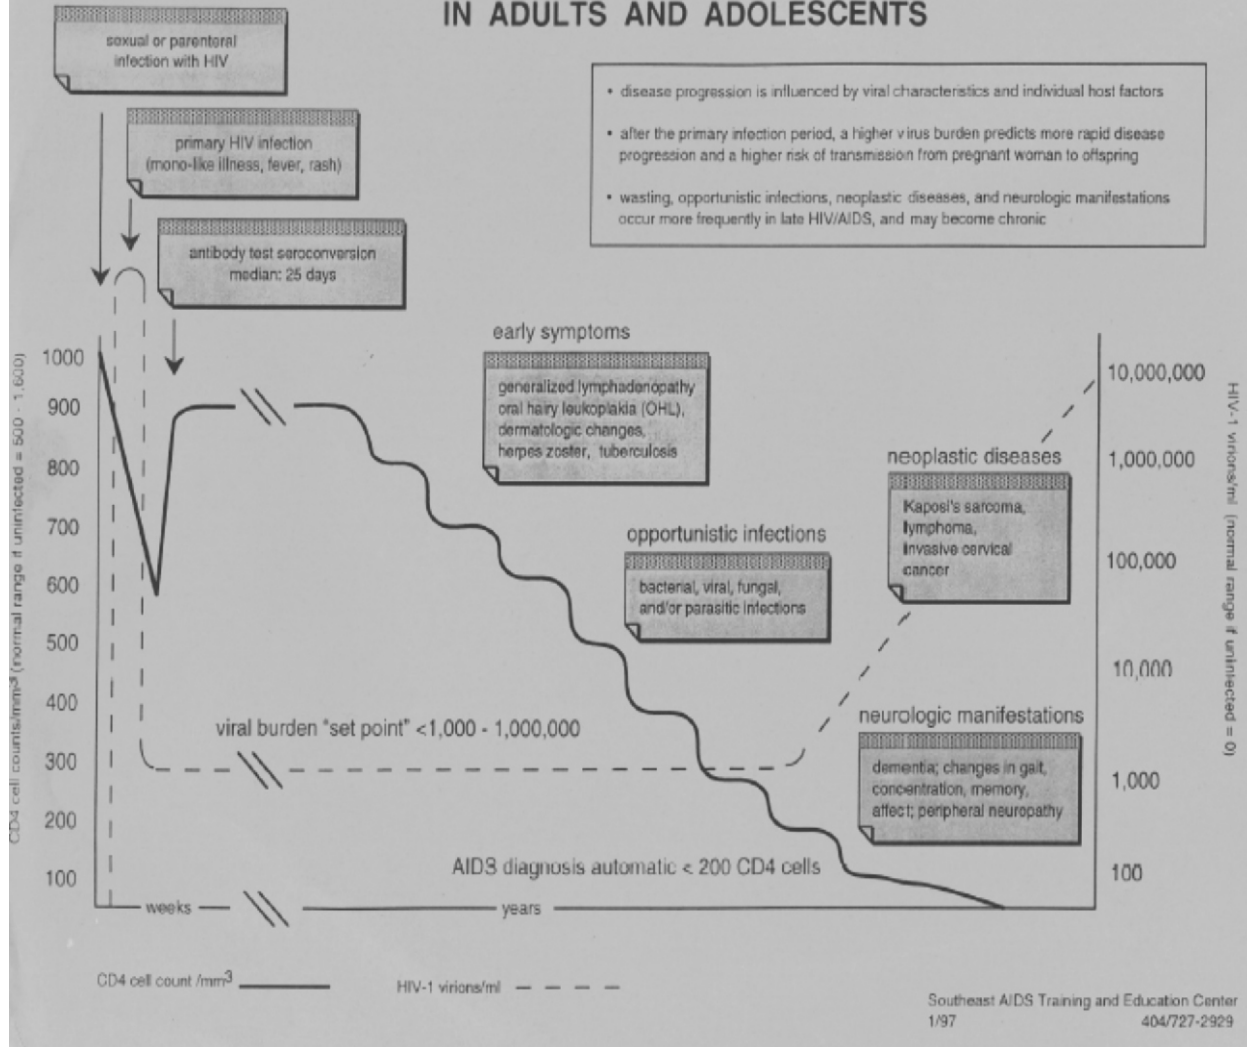 IN ADULTS AND ADOLESCENTS
sexual or parenteral
infection with HIV
primary HIV infection
(mono-like illness, fever, rash)
antibody test seroconversion
median: 25 days
• disease progression is influenced by viral characteristics and individual host factors
• after the primary infection period, a higher virus burden predicts more rapid disease
progression and a higher risk of transmission from pregnant woman to offspring
• wasting, opportunistic infections, neoplastic diseases, and neurologic manifestations
occur more frequently in late HIV/AIDS, and may become chronic
early symptoms
generalized lymphadenopathy
oral hairy leukoplakia (OHL),
dermatologic changes,
herpes zoster, tuberculosis
opportunistic infections
bacterial, viral, fungal,
and/or parasitic infections
neoplastic diseases
Kaposi's sarcoma,
lymphoma,
invasive cervical
cancer
neurologic manifestations
dementia; changes in gait,
concentration, memory,
affect; peripheral neuropathy
CD4 cell counts/mm³ (normal range if uninfected = 500 - 1,600)
1000
900
800
700
600
500
400
300
200
100
viral burden "set point" <1,000 - 1,000,000
AIDS diagnosis automatic < 200 CD4 cells
10,000,000
1,000,000
100,000
10,000
1,000
100
HIV-1 virions/ml (normal range if uninfected = 0)
weeks
years
CD4 cell count /mm³
HIV-1 virions/ml
Southeast AIDS Training and Education Center
1/97 404/727-2929